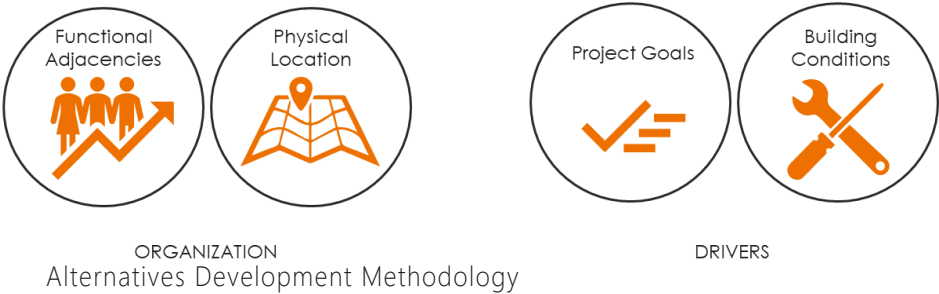 Functional
Adjacencies
Physical
Location
Project Goals
Building
Conditions
ORGANIZATION
DRIVERS
Alternatives Development Methodology